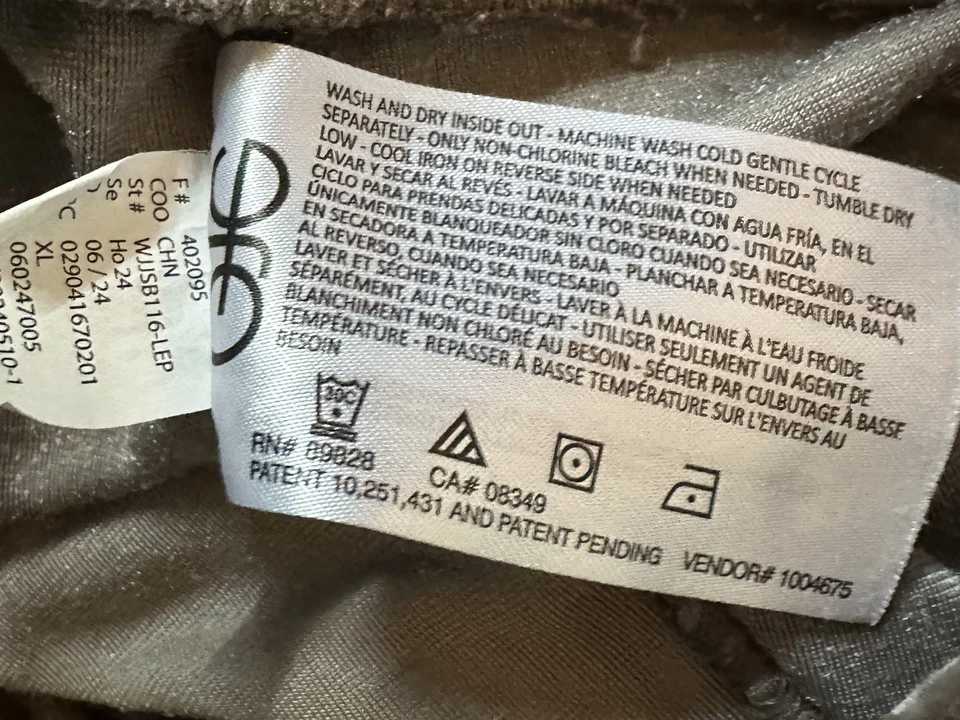 WASH AND DRY INSIDE OUT - MACHINE WASH COLD GENTLE CYCLE
SEPARATELY - ONLY NON-CHLORINE BLEACH WHEN NEEDED - TUMBLE DRY
LOW - COOL IRON ON REVERSE SIDE WHEN NEEDED
LAVAR Y SECAR AL REVÉS - LAVAR A MÁQUINA CON AGUA FRÍA, EN EL
CICLO PARA PRENDAS DELICADAS Y POR SEPARADO - UTILIZAR
ÚNICAMENTE BLANQUEADOR SIN CLORO CUANDO SEA NECESARIO - SECAR
EN SECADORA A TEMPERATURA BAJA - PLANCHAR A TEMPERATURA BAJA,
AL REVERSO, CUANDO SEA NECESARIO
LAVER ET SÉCHER À L'ENVERS - LAVER À LA MACHINE À L'EAU FROIDE
SÉPARÉMENT, AU CYCLE DÉLICAT - UTILISER SEULEMENT UN AGENT DE
BLANCHIMENT NON CHLORÉ AU BESOIN - SÉCHER PAR CULBUTAGE À BASSE
TEMPÉRATURE - REPASSER À BASSE TEMPÉRATURE SUR L'ENVERS AU
BESOIN
30C
RN# 89828 CA# 08349
PATENT 10,251,431 AND PATENT PENDING VENDOR# 1004675
F# 402095
COO CHN
St# WJJSB116-LEP
Se Ho 24
06 / 24
029041670201
XL
060247005